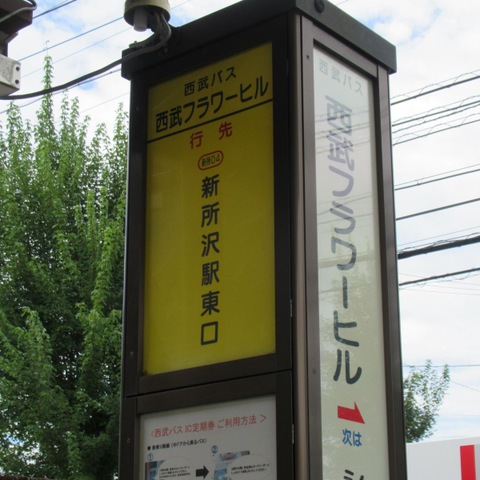 西武バス
西武フラワーヒル
行先
新所04
新所沢駅東口
<西武バス IC定期券 ご利用方法>
西武バス
西武フラワーヒル
1
次は